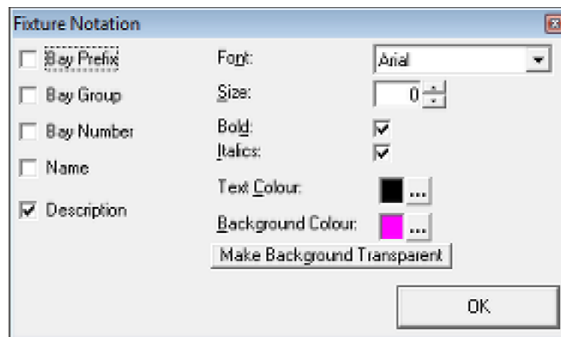 Fixture Notation
Bay Prefix
Bay Group
Bay Number
Name
Description
Font: Arial
Size: 0
Bold:
Italics:
Text Colour: ...
Background Colour: ...
Make Background Transparent
OK